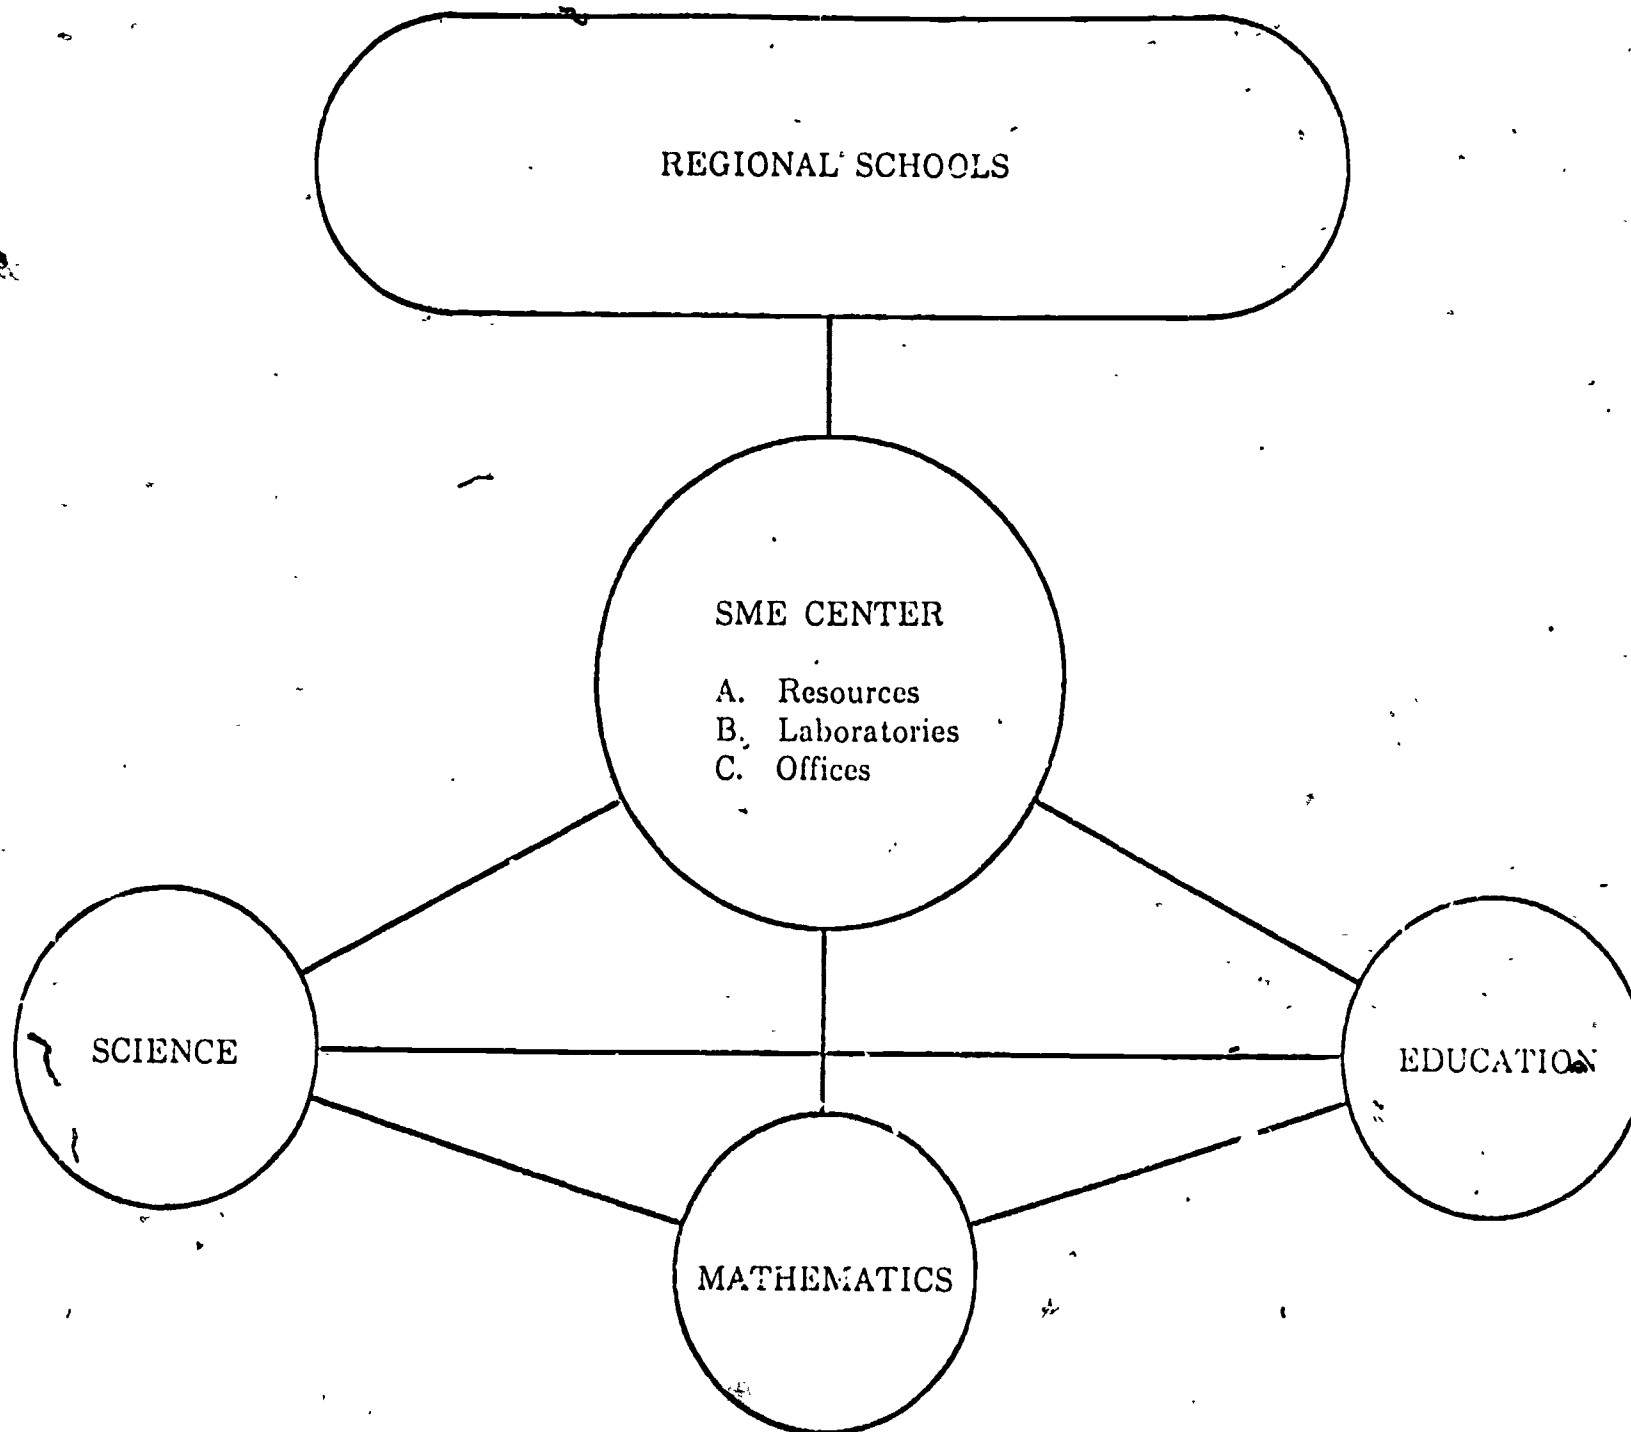 REGIONAL SCHOOLS
SME CENTER
A. Resources
B. Laboratories
C. Offices
SCIENCE
EDUCATION
MATHEMATICS